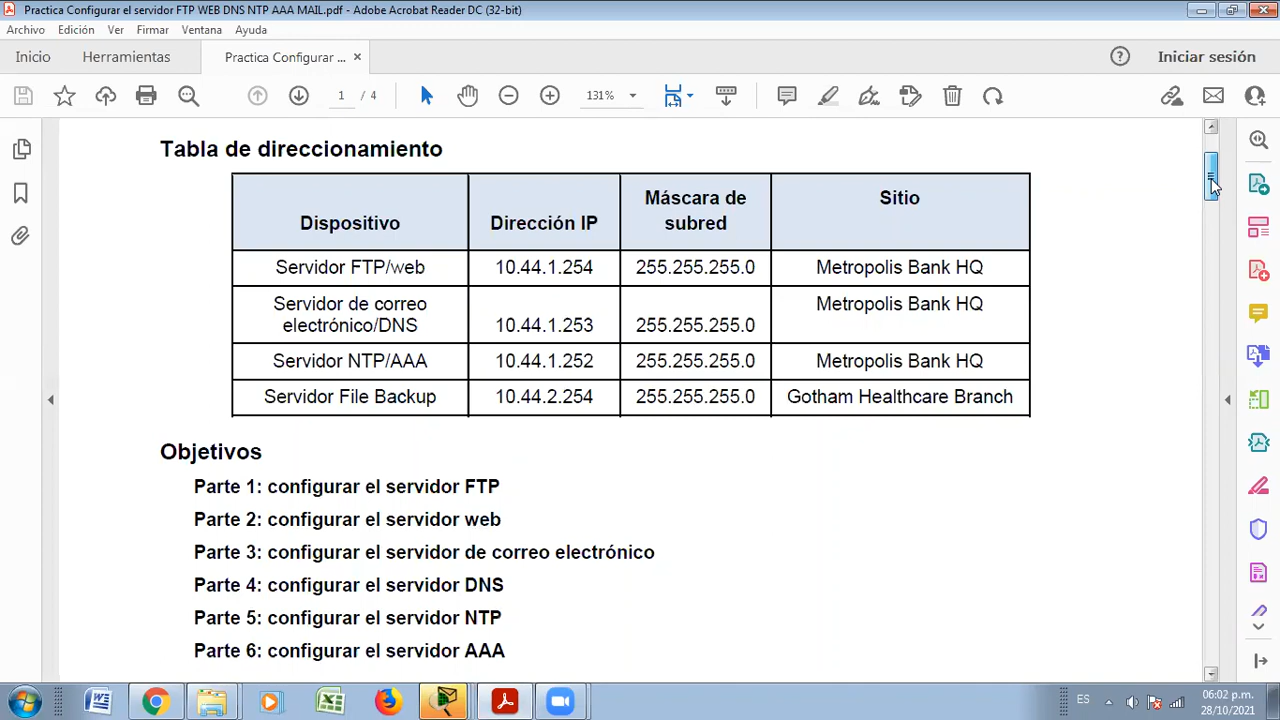 Practica Configurar el servidor FTP WEB DNS NTP AAA MAIL.pdf - Adobe Acrobat Reader DC (32-bit)
Archivo Edición Ver Firmar Ventana Ayuda
Inicio Herramientas Practica Configurar ... × Iniciar sesión
1 / 4 131%
Tabla de direccionamiento
Dispositivo Dirección IP Máscara de subred Sitio
Servidor FTP/web 10.44.1.254 255.255.255.0 Metropolis Bank HQ
Servidor de correo electrónico/DNS 10.44.1.253 255.255.255.0 Metropolis Bank HQ
Servidor NTP/AAA 10.44.1.252 255.255.255.0 Metropolis Bank HQ
Servidor File Backup 10.44.2.254 255.255.255.0 Gotham Healthcare Branch
Objetivos
Parte 1: configurar el servidor FTP
Parte 2: configurar el servidor web
Parte 3: configurar el servidor de correo electrónico
Parte 4: configurar el servidor DNS
Parte 5: configurar el servidor NTP
Parte 6: configurar el servidor AAA
ES 06:02 p.m.
28/10/2021